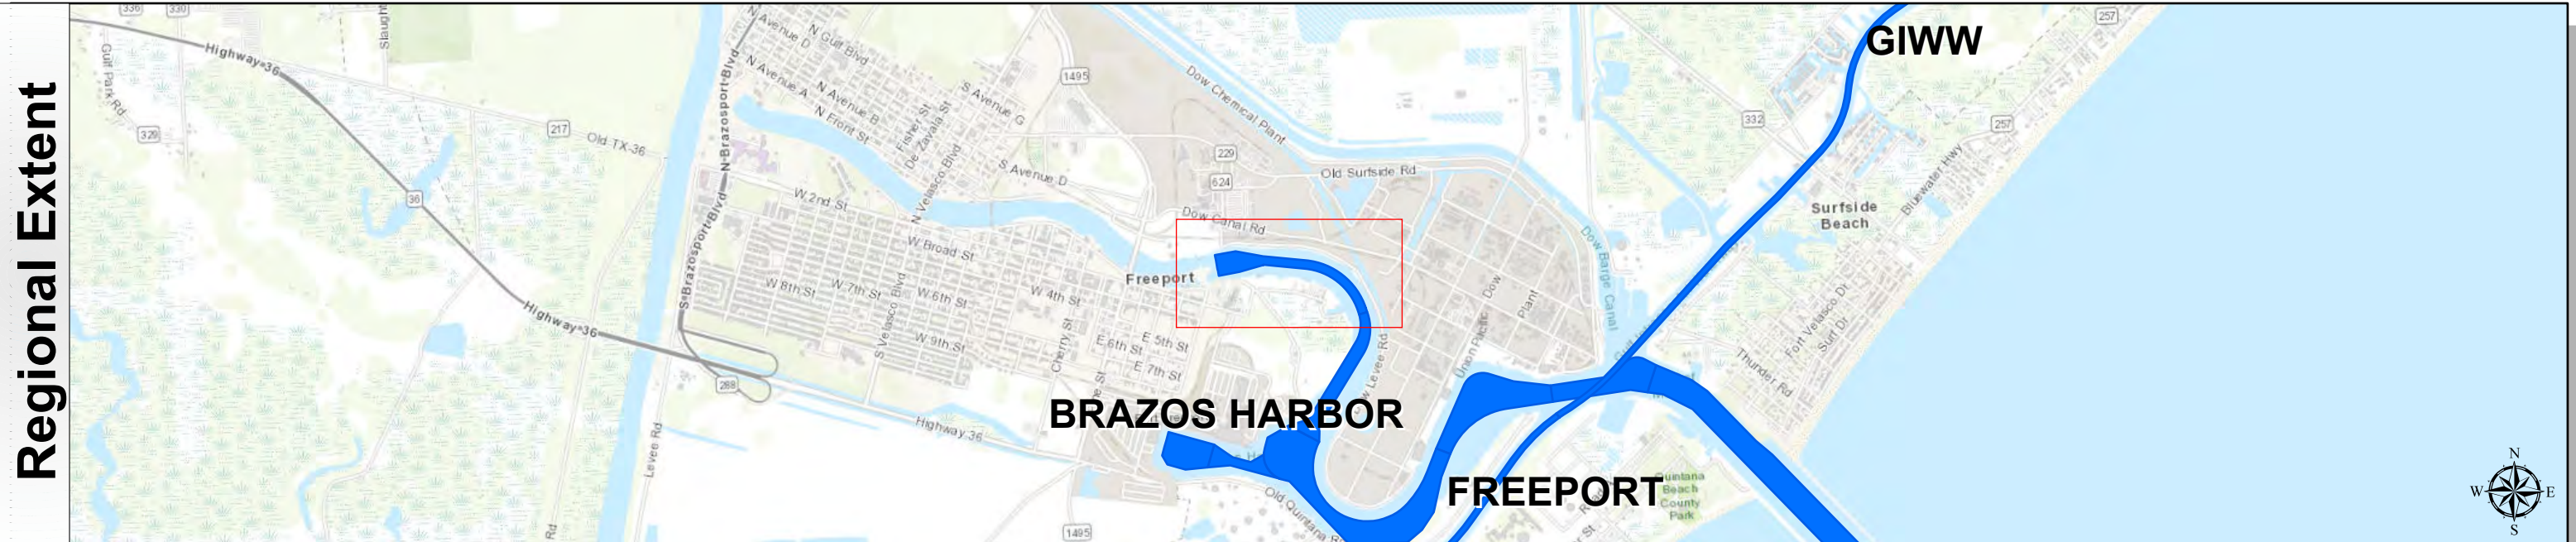 Regional Extent
336
330
Slaught
Gulf Park Rd
Highway 36
329
217
Old TX-36
36
Highway 36
288
Levee Rd
Rd
Highway 36
N Brazosport Blvd
N Brazosport Blvd
S Brazosport Blvd
N Avenue D
N Gulf Blvd
N Avenue A
N Avenue B
N Front St
Fisher St
De Zavala St
S Avenue G
S Avenue D
1495
N Velasco Blvd
S Velasco Blvd
W 2nd St
W Broad St
W 8th St
W 7th St
W 6th St
W 4th St
W 9th St
Cherry St
E 5th St
E 6th St
E 7th St
Freeport
Dow Chemical Plant
229
624
Old Surfside Rd
Dow Canal Rd
Dow
Plant
Union Pacific
Levee Rd
Dow Barge Canal
GIWW
257
332
257
Bluewater Hwy
Surfside
Beach
Fort Velasco Dr
Surf Dr
Thunder Rd
BRAZOS HARBOR
FREEPORT
Beach
County
Park
Old Quintana R
1495
N
W
E
S